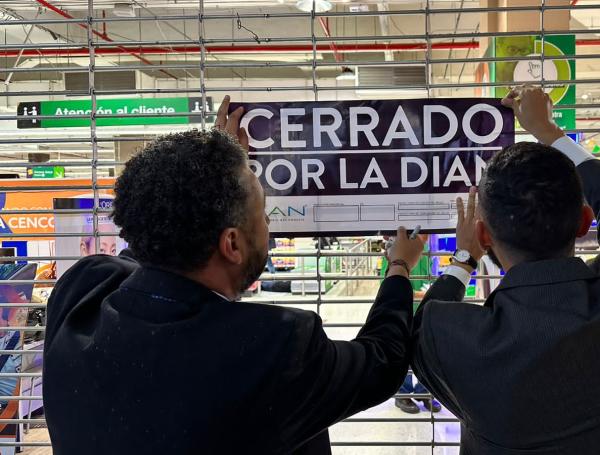 Atención al cliente
CERRADO
POR LA DIAN
CENCO